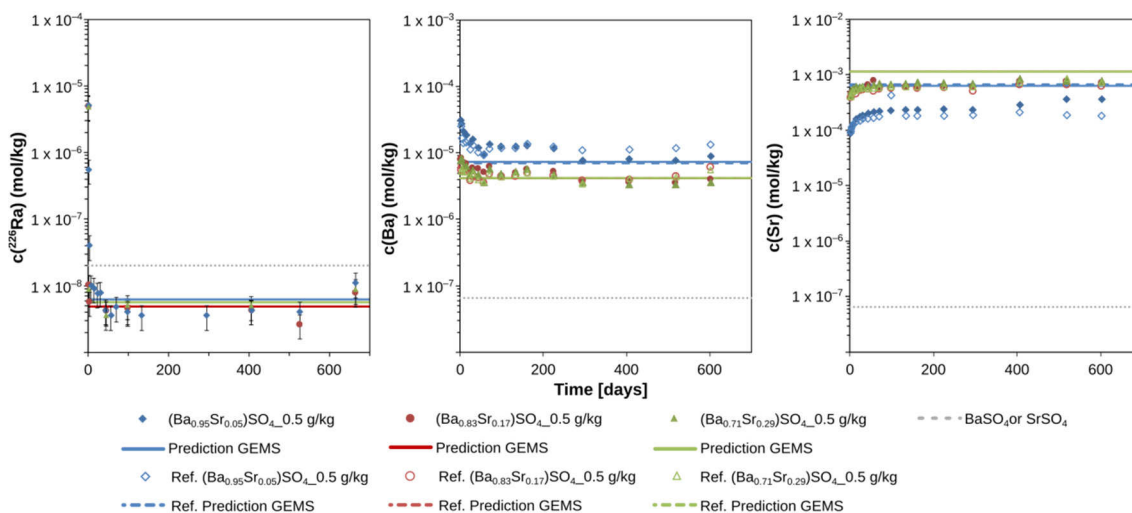 1 x 10⁻⁴
1 x 10⁻⁵
1 x 10⁻⁶
1 x 10⁻⁷
1 x 10⁻⁸
c(²²⁶Ra) (mol/kg)
0 200 400 600
1 x 10⁻³
1 x 10⁻⁴
1 x 10⁻⁵
1 x 10⁻⁶
1 x 10⁻⁷
c(Ba) (mol/kg)
0 200 400 600
1 x 10⁻²
1 x 10⁻³
1 x 10⁻⁴
1 x 10⁻⁵
1 x 10⁻⁶
1 x 10⁻⁷
c(Sr) (mol/kg)
0 200 400 600
Time [days]
(Ba₀.₉₅Sr₀.₀₅)SO₄_0.5 g/kg (Ba₀.₈₃Sr₀.₁₇)SO₄_0.5 g/kg (Ba₀.₇₁Sr₀.₂₉)SO₄_0.5 g/kg BaSO₄or SrSO₄
Prediction GEMS Prediction GEMS Prediction GEMS
Ref. (Ba₀.₉₅Sr₀.₀₅)SO₄_0.5 g/kg Ref. (Ba₀.₈₃Sr₀.₁₇)SO₄_0.5 g/kg Ref. (Ba₀.₇₁Sr₀.₂₉)SO₄_0.5 g/kg
Ref. Prediction GEMS Ref. Prediction GEMS Ref. Prediction GEMS